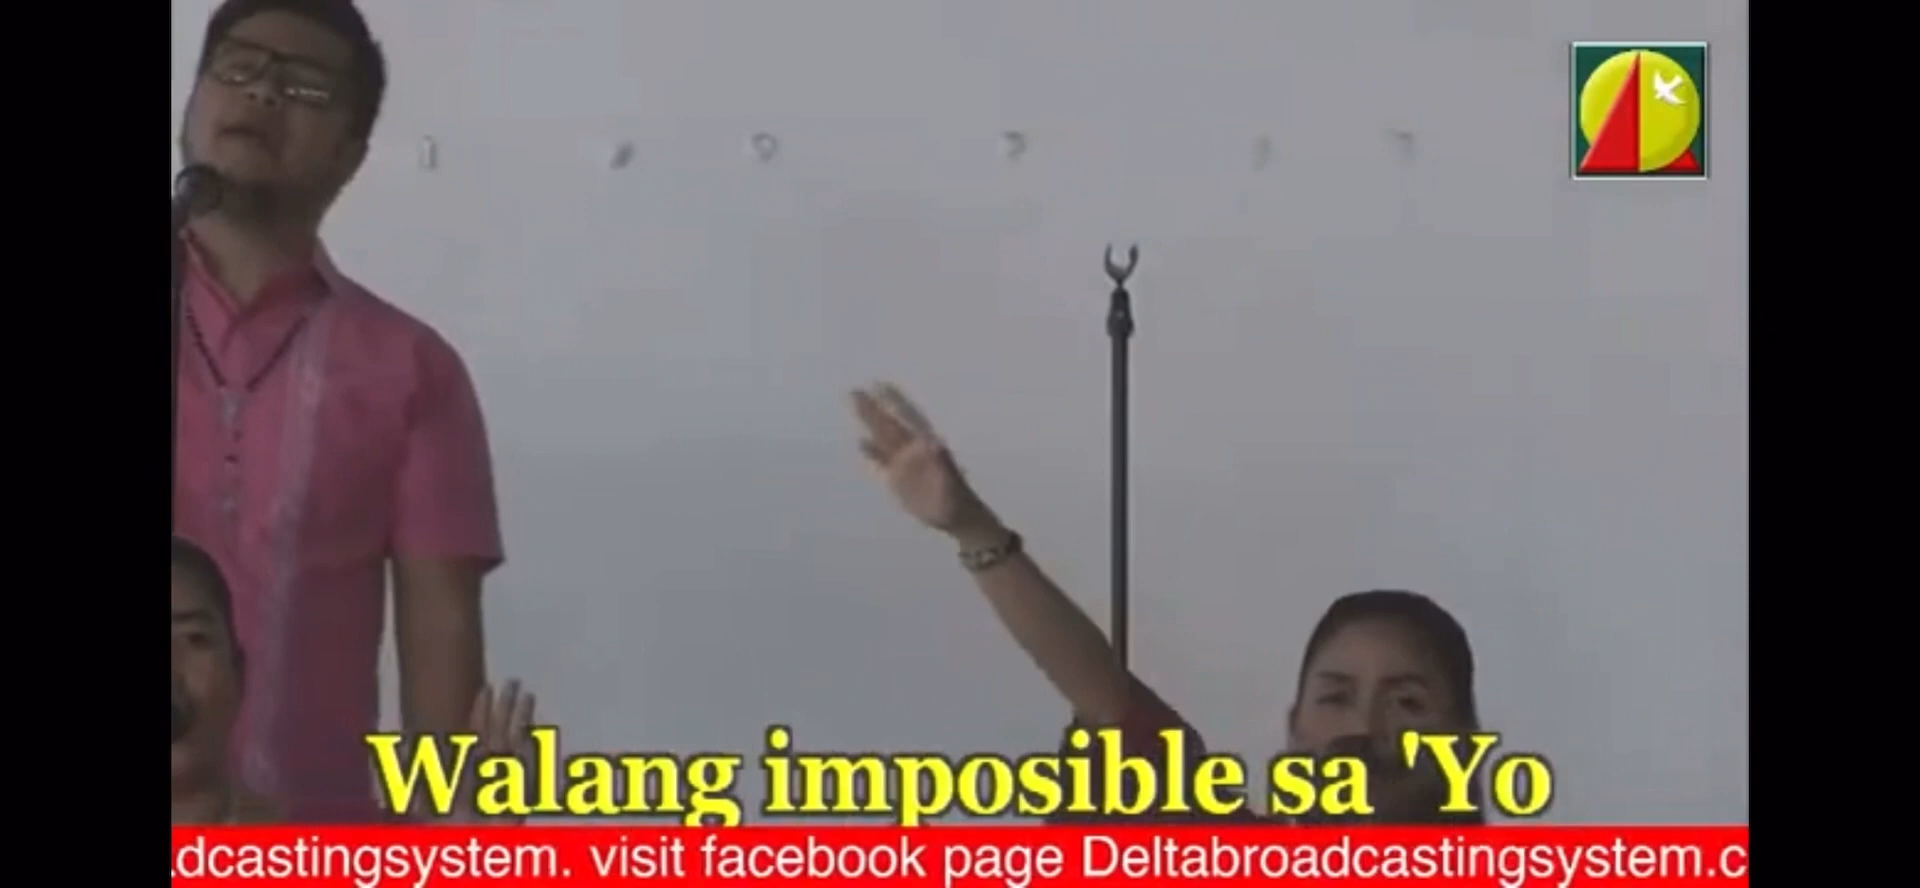 Walang imposible sa 'Yo
dcastingsystem. visit facebook page Deltabroadcastingsystem.c